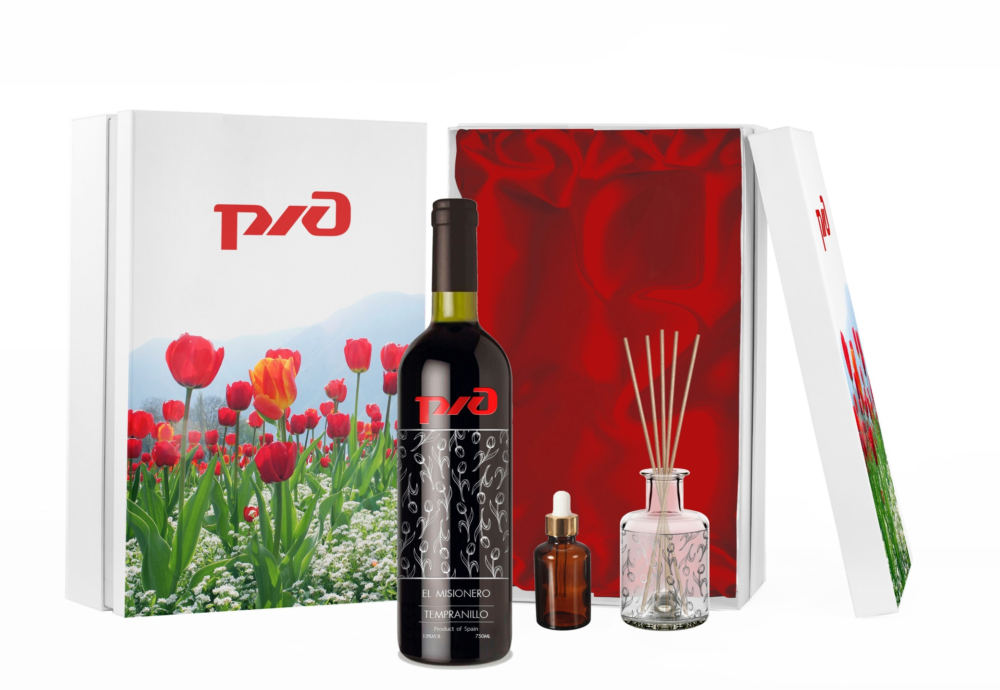 ржд
ржд
ржд
EL MISIONERO
TEMPRANILLO
Product of Spain
13%VOL 750ML